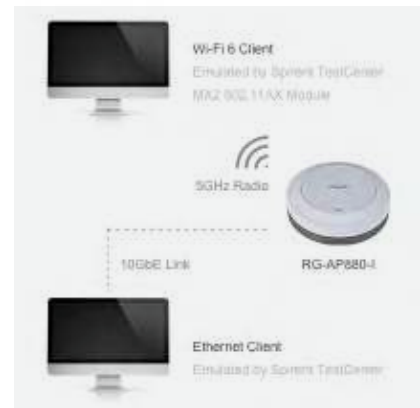 Wi-Fi 6 Client
Emulated by Spirent TestCenter
MX2 802.11AX Module
5GHz Radio
10GbE Link
RG-AP880-I
Ethernet Client
Emulated by Spirent TestCenter